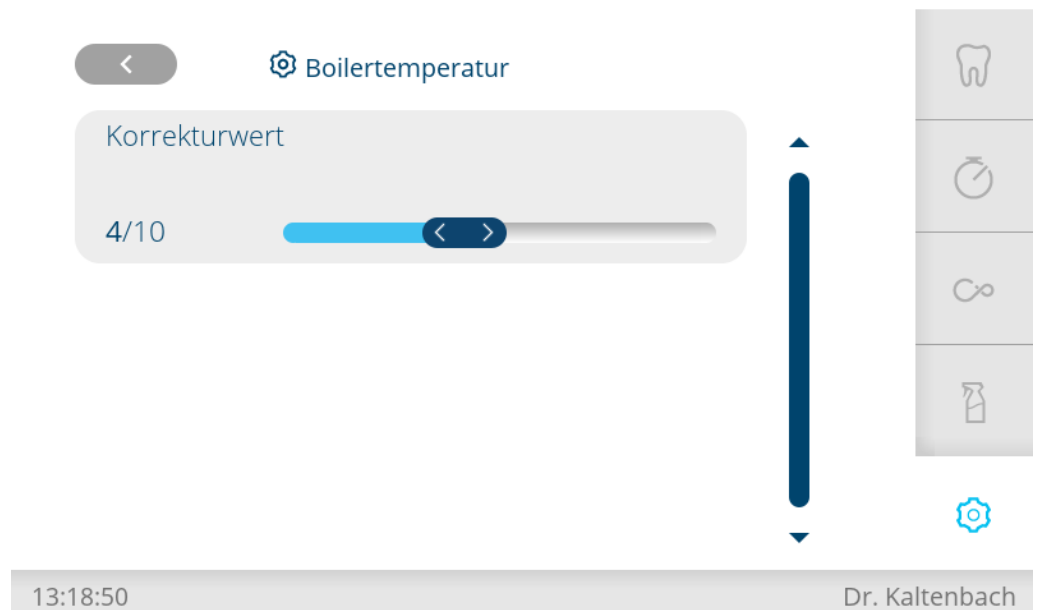 Boilertemperatur
Korrekturwert
4/10
13:18:50
Dr. Kaltenbach